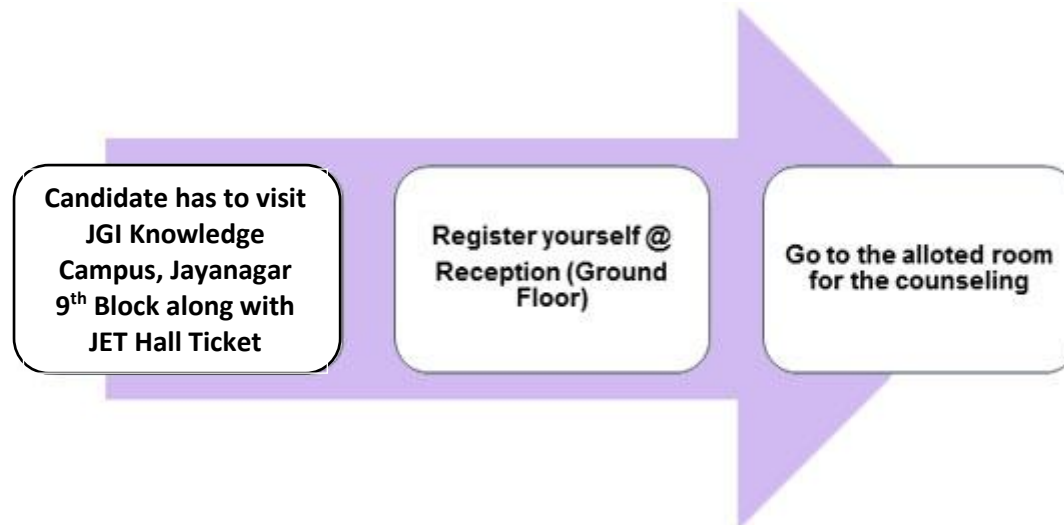 Candidate has to visit
JGI Knowledge
Campus, Jayanagar
9th Block along with
JET Hall Ticket
Register yourself @
Reception (Ground
Floor)
Go to the alloted room
for the counseling